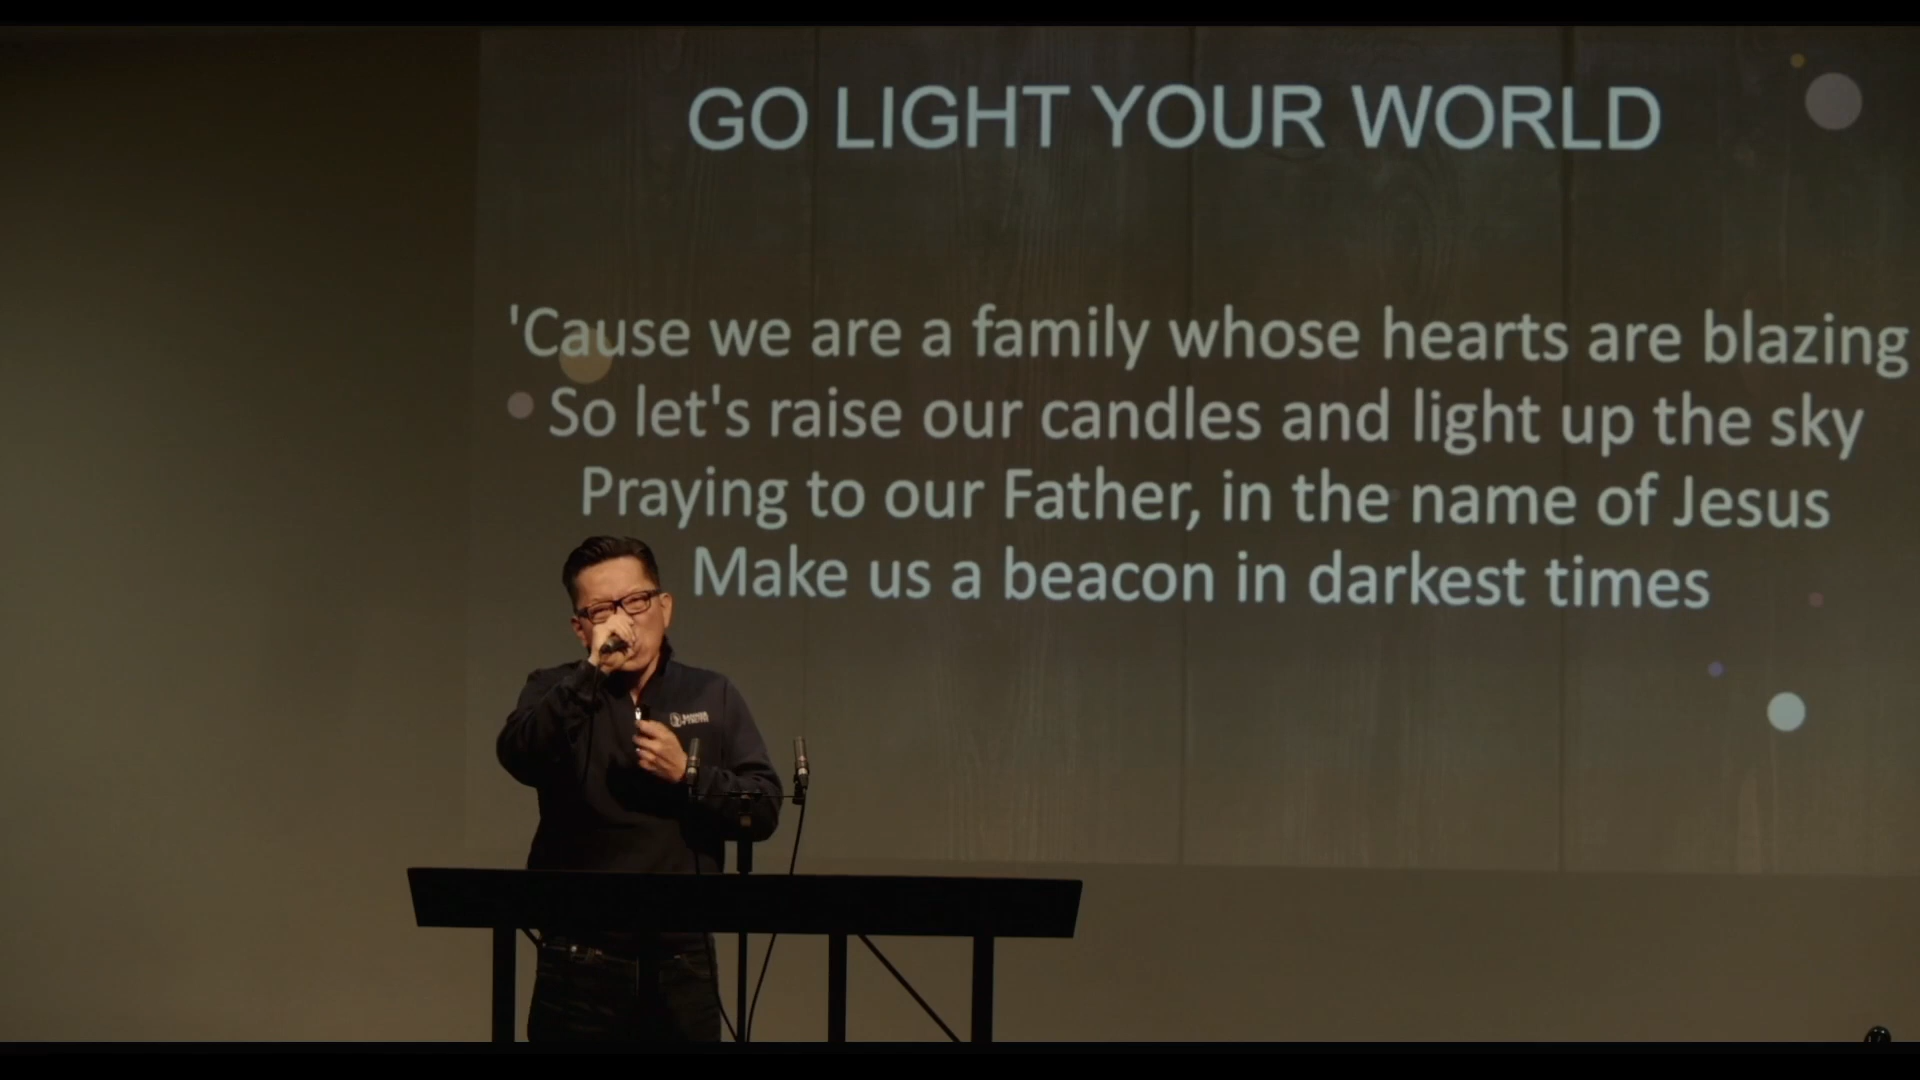 GO LIGHT YOUR WORLD
'Cause we are a family whose hearts are blazing
So let's raise our candles and light up the sky
Praying to our Father, in the name of Jesus
Make us a beacon in darkest times